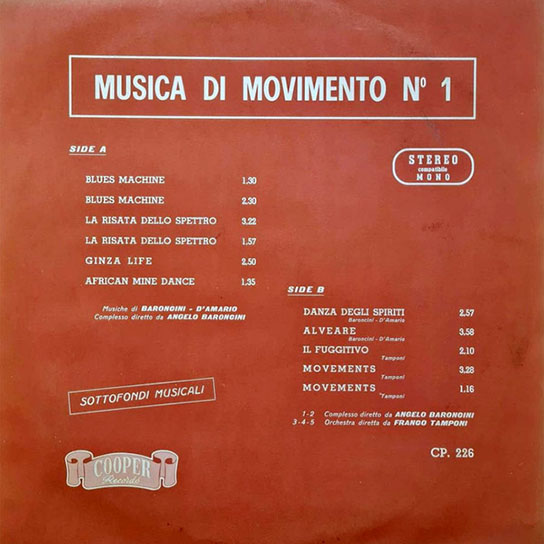 MUSICA DI MOVIMENTO Nº 1
SIDE A
BLUES MACHINE 1.30
BLUES MACHINE 2.30
LA RISATA DELLO SPETTRO 3.22
LA RISATA DELLO SPETTRO 1.57
GINZA LIFE 2.50
AFRICAN MINE DANCE 1.35
Musiche di BARONCINI - D'AMARIO
Complesso diretto da ANGELO BARONCINI
STEREO
compatibile
MONO
SIDE B
DANZA DEGLI SPIRITI 2.57
Baroncini - D'Amario
ALVEARE 3.58
Baroncini - D'Amario
IL FUGGITIVO 2.10
Tamponi
MOVEMENTS 3.28
Tamponi
MOVEMENTS 1.16
Tamponi
1-2 Complesso diretto da ANGELO BARONCINI
3-4-5 Orchestra diretta da FRANCO TAMPONI
SOTTOFONDI MUSICALI
COOPER
Records
CP. 226